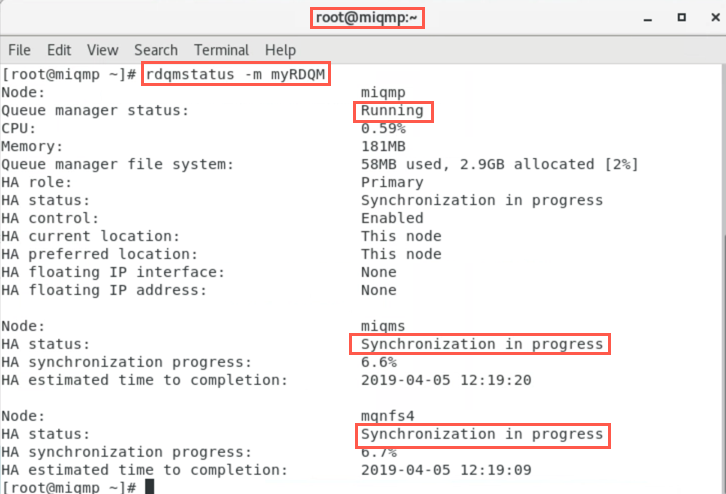 root@miqmp:~
File Edit View Search Terminal Help
[root@miqmp ~]# rdqmstatus -m myRDQM
Node: miqmp
Queue manager status: Running
CPU: 0.59%
Memory: 181MB
Queue manager file system: 58MB used, 2.9GB allocated [2%]
HA role: Primary
HA status: Synchronization in progress
HA control: Enabled
HA current location: This node
HA preferred location: This node
HA floating IP interface: None
HA floating IP address: None
Node: miqms
HA status: Synchronization in progress
HA synchronization progress: 6.6%
HA estimated time to completion: 2019-04-05 12:19:20
Node: mqnfs4
HA status: Synchronization in progress
HA synchronization progress: 6.7%
HA estimated time to completion: 2019-04-05 12:19:09
[root@miqmp ~]#